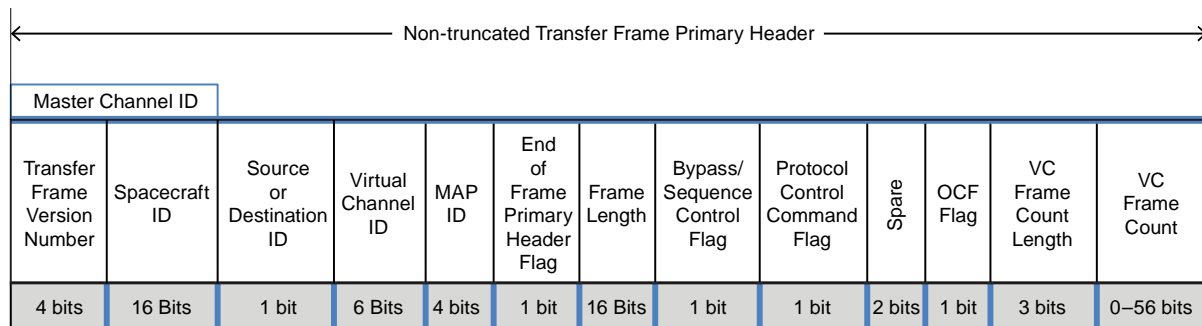 Non-truncated Transfer Frame Primary Header
Master Channel ID
Transfer
Frame
Version
Number
Spacecraft
ID
Source
or
Destination
ID
Virtual
Channel
ID
MAP
ID
End
of
Frame
Primary
Header
Flag
Frame
Length
Bypass/
Sequence
Control
Flag
Protocol
Control
Command
Flag
Spare
OCF
Flag
VC
Frame
Count
Length
VC
Frame
Count
4 bits
16 Bits
1 bit
6 Bits
4 bits
1 bit
16 Bits
1 bit
1 bit
2 bits
1 bit
3 bits
0–56 bits